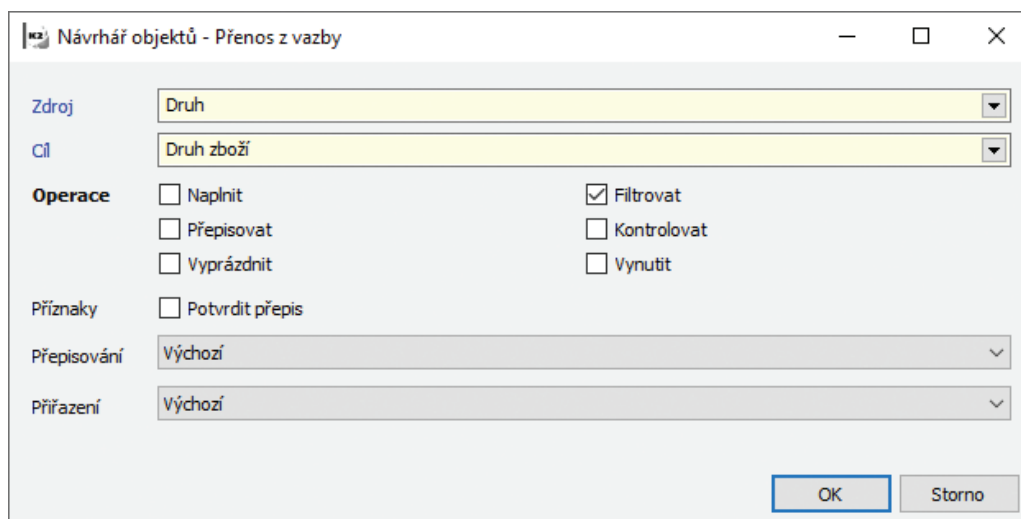 K2 Návrhář objektů - Přenos z vazby
Zdroj Druh
Cíl Druh zboží
Operace Naplnit Filtrovat
Přepisovat Kontrolovat
Vyprázdnit Vynutit
Příznaky Potvrdit přepis
Přepisování Výchozí
Přiřazení Výchozí
OK Storno